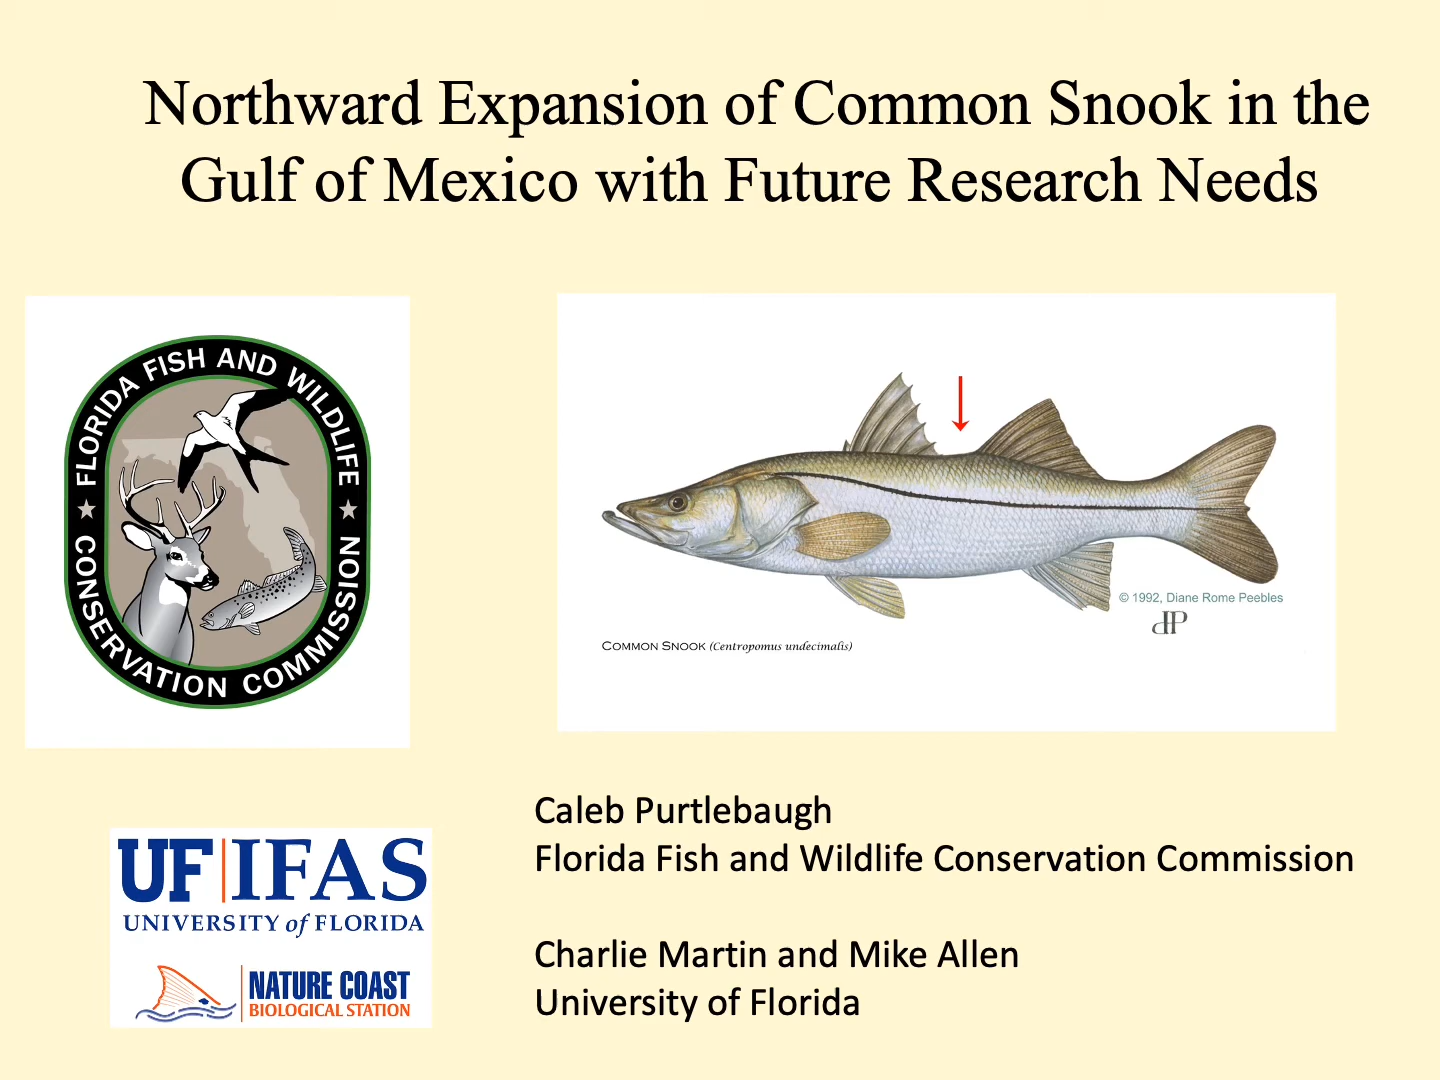 Northward Expansion of Common Snook in the
Gulf of Mexico with Future Research Needs
FLORIDA FISH AND WILDLIFE
CONSERVATION COMMISSION
© 1992, Diane Rome Peebles
dP
COMMON SNOOK (Centropomus undecimalis)
Caleb Purtlebaugh
Florida Fish and Wildlife Conservation Commission
Charlie Martin and Mike Allen
University of Florida
UF IFAS
UNIVERSITY of FLORIDA
NATURE COAST
BIOLOGICAL STATION